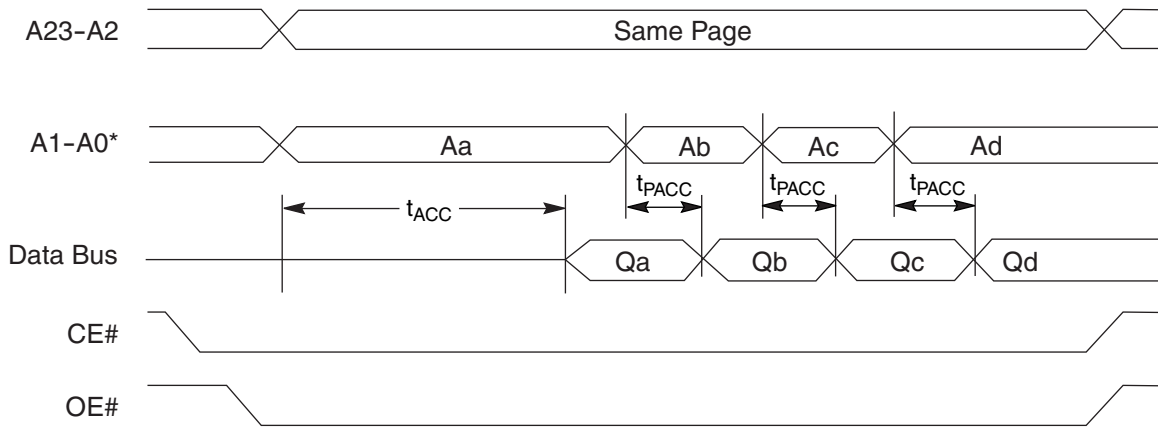 A23–A2
Same Page
A1–A0*
Aa
Ab
Ac
Ad
tACC
tPACC
tPACC
tPACC
Data Bus
Qa
Qb
Qc
Qd
CE#
OE#